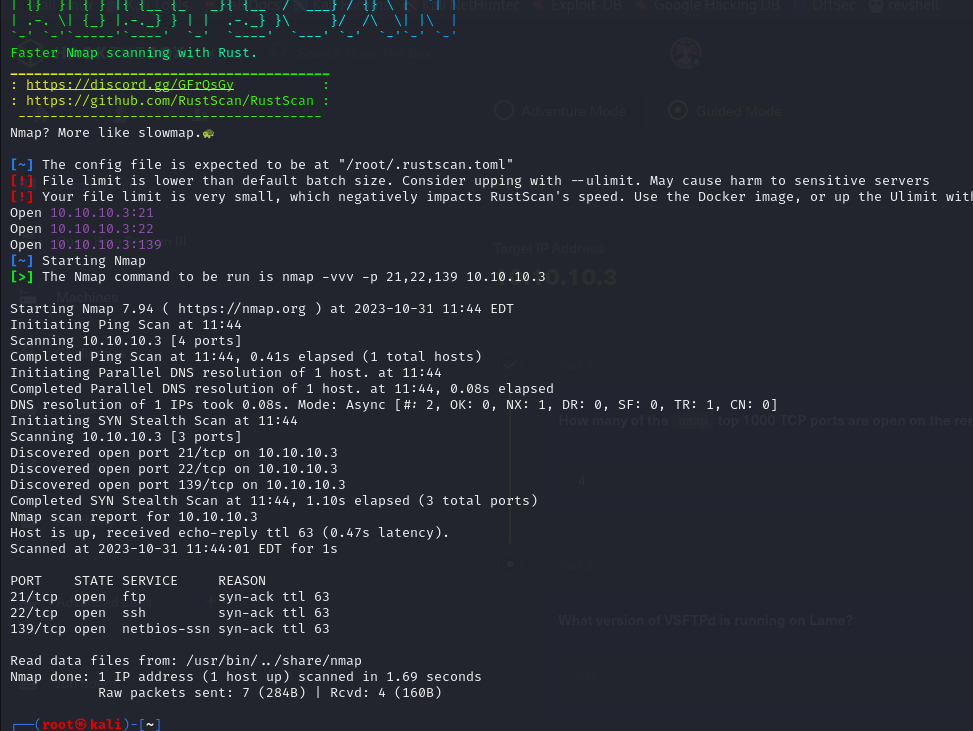 Faster Nmap scanning with Rust.
________________________________________
: https://discord.gg/GFrQsGy           :
: https://github.com/RustScan/RustScan :
 --------------------------------------
Nmap? More like slowmap.🐢
[~] The config file is expected to be at "/root/.rustscan.toml"
[!] File limit is lower than default batch size. Consider upping with --ulimit. May cause harm to sensitive servers
[!] Your file limit is very small, which negatively impacts RustScan's speed. Use the Docker image, or up the Ulimit with
Open 10.10.10.3:21
Open 10.10.10.3:22
Open 10.10.10.3:139
[~] Starting Nmap
[>] The Nmap command to be run is nmap -vvv -p 21,22,139 10.10.10.3
Starting Nmap 7.94 ( https://nmap.org ) at 2023-10-31 11:44 EDT
Initiating Ping Scan at 11:44
Scanning 10.10.10.3 [4 ports]
Completed Ping Scan at 11:44, 0.41s elapsed (1 total hosts)
Initiating Parallel DNS resolution of 1 host. at 11:44
Completed Parallel DNS resolution of 1 host. at 11:44, 0.08s elapsed
DNS resolution of 1 IPs took 0.08s. Mode: Async [#: 2, OK: 0, NX: 1, DR: 0, SF: 0, TR: 1, CN: 0]
Initiating SYN Stealth Scan at 11:44
Scanning 10.10.10.3 [3 ports]
Discovered open port 21/tcp on 10.10.10.3
Discovered open port 22/tcp on 10.10.10.3
Discovered open port 139/tcp on 10.10.10.3
Completed SYN Stealth Scan at 11:44, 1.10s elapsed (3 total ports)
Nmap scan report for 10.10.10.3
Host is up, received echo-reply ttl 63 (0.47s latency).
Scanned at 2023-10-31 11:44:01 EDT for 1s
PORT    STATE SERVICE     REASON
21/tcp  open  ftp         syn-ack ttl 63
22/tcp  open  ssh         syn-ack ttl 63
139/tcp open  netbios-ssn syn-ack ttl 63
Read data files from: /usr/bin/../share/nmap
Nmap done: 1 IP address (1 host up) scanned in 1.69 seconds
           Raw packets sent: 7 (284B) | Rcvd: 4 (160B)
┌──(root㉿kali)-[~]
NetHunter
Exploit-DB
Google Hacking DB
OffSec
revshell
Adventure Mode
Guided Mode
Target IP Address
10.10.10.3
Machines
How many of the nmap top 1000 TCP ports are open on the re
4
What version of VSFTPd is running on Lame?